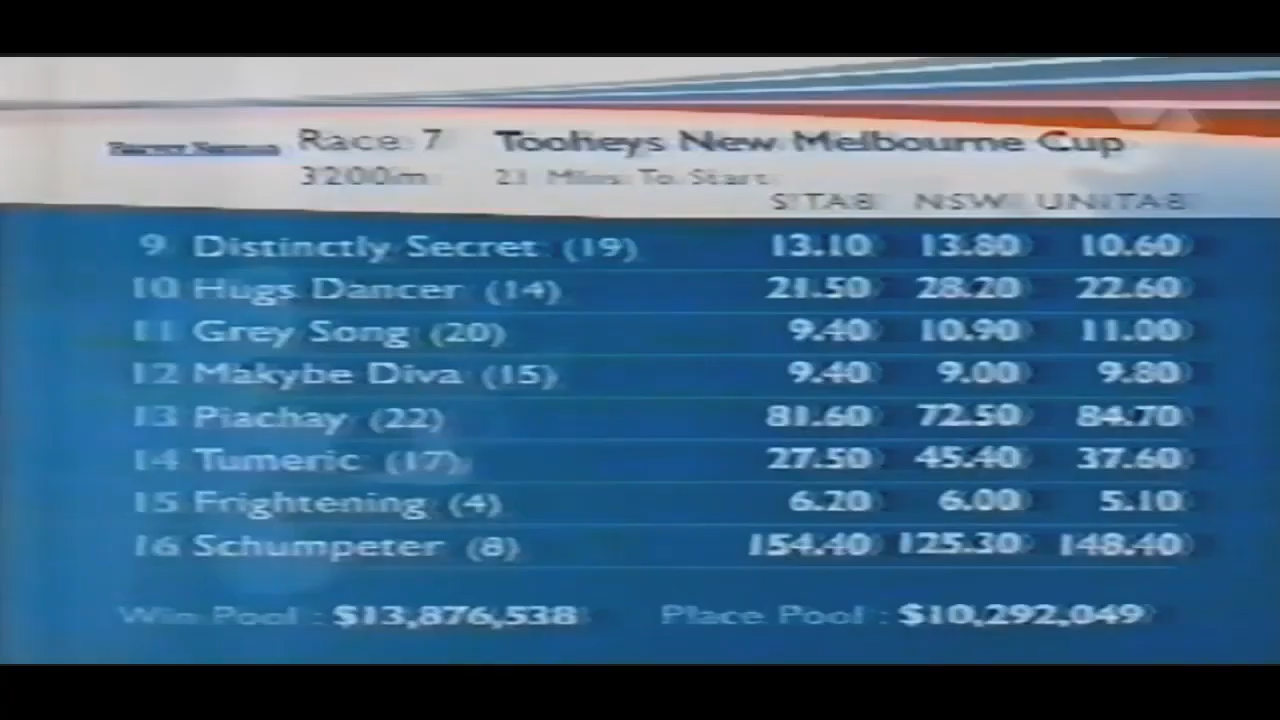 Race 7 Tooheys New Melbourne Cup
3200m 21 Mins To Start
S'TAB NSW UNITAB
9 Distinctly Secret (19) 13.10 13.80 10.60
10 Hugs Dancer (14) 21.50 28.20 22.60
11 Grey Song (20) 9.40 10.90 11.00
12 Makybe Diva (15) 9.40 9.00 9.80
13 Piachay (22) 81.60 72.50 84.70
14 Tumeric (17) 27.50 45.40 37.60
15 Frightening (4) 6.20 6.00 5.10
16 Schumpeter (8) 154.40 125.30 148.40
Win Pool : $13,876,538 Place Pool : $10,292,049